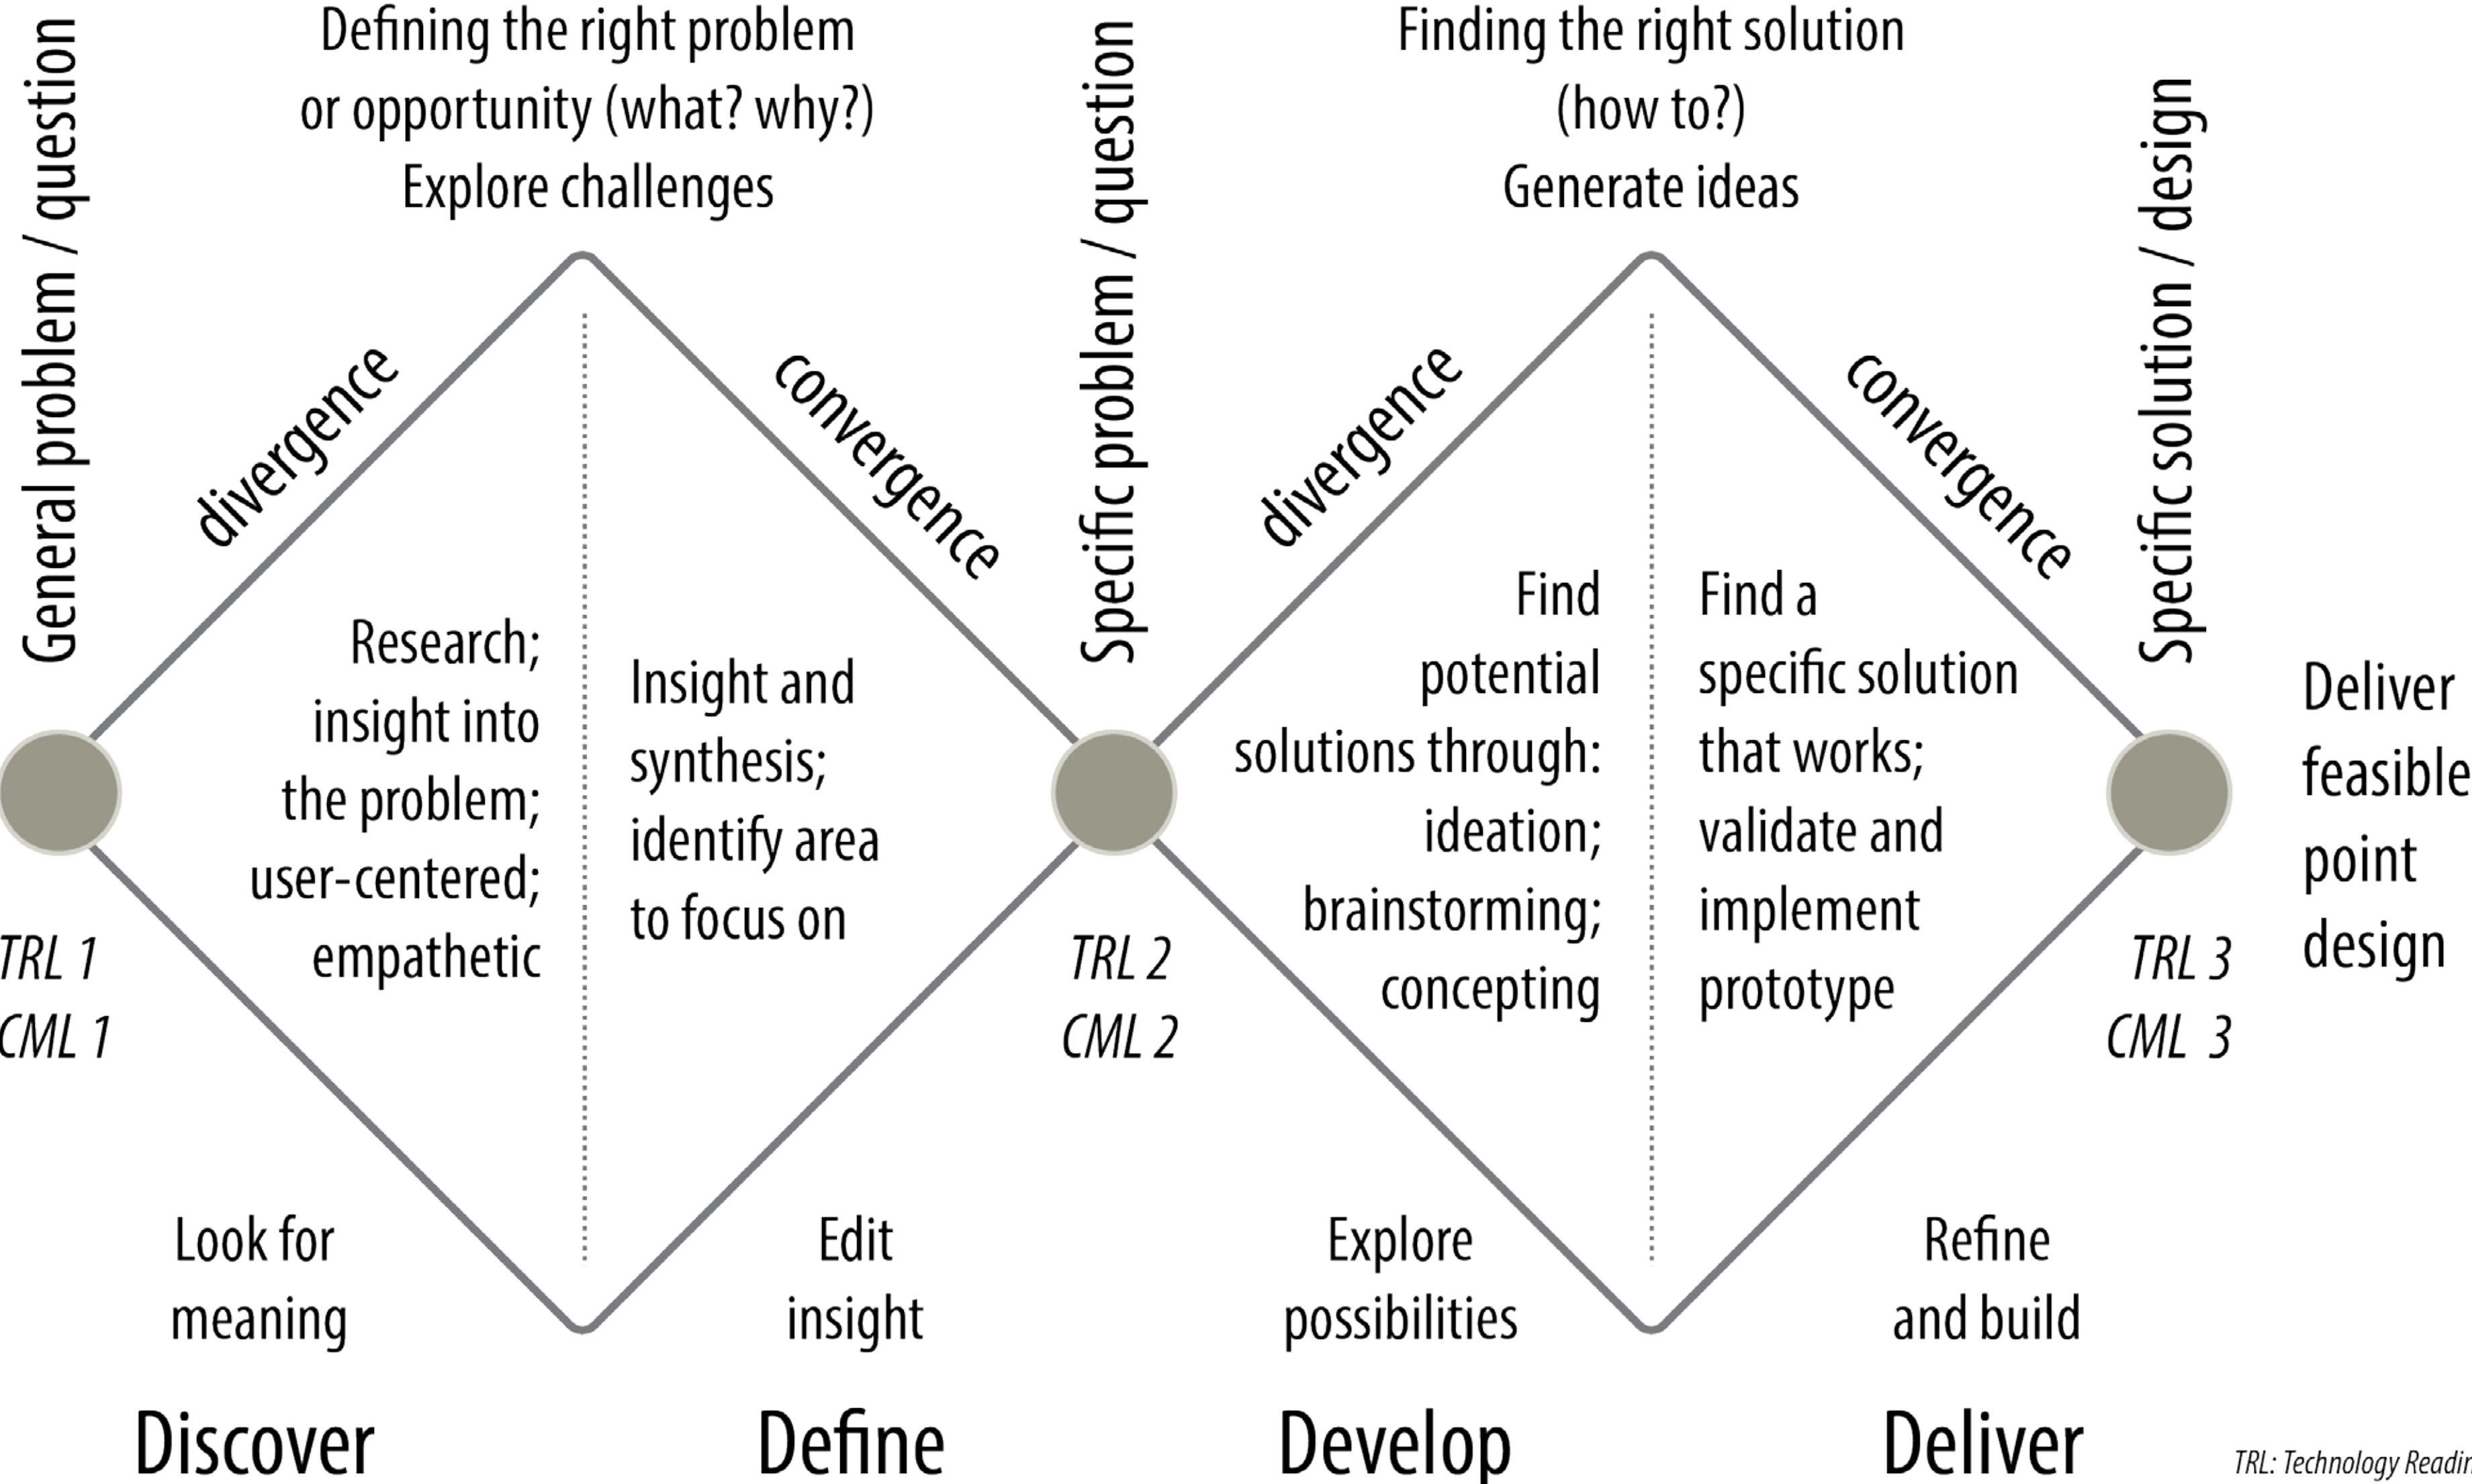 General problem / question
Defining the right problem
or opportunity (what? why?)
Explore challenges
Specific problem / question
Finding the right solution
(how to?)
Generate ideas
Specific solution / design
divergence
convergence
divergence
convergence
Research;
insight into
the problem;
user-centered;
empathetic
Insight and
synthesis;
identify area
to focus on
Find
potential
solutions through:
ideation;
brainstorming;
concepting
Find a
specific solution
that works;
validate and
implement
prototype
Deliver
feasible
point
design
TRL 1
CML 1
TRL 2
CML 2
TRL 3
CML 3
Look for
meaning
Edit
insight
Explore
possibilities
Refine
and build
Discover
Define
Develop
Deliver
TRL: Technology